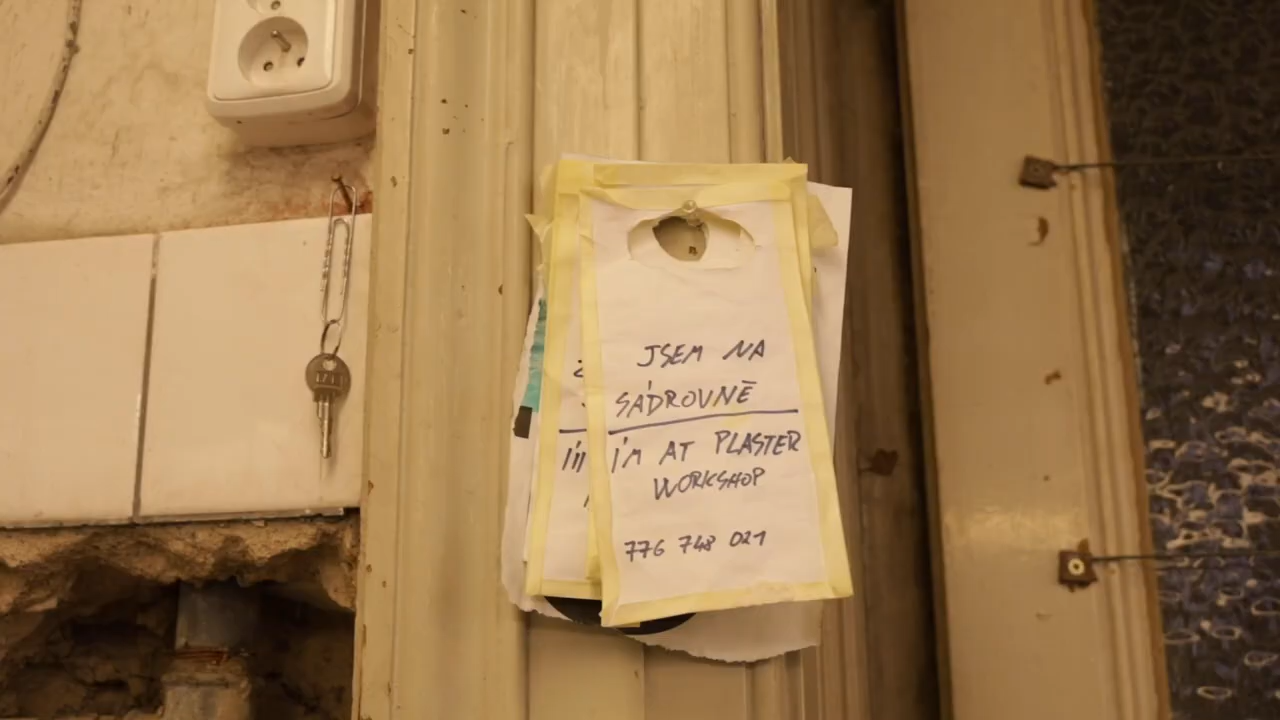 JSEM NA
SÁDROVNĚ
I'M AT PLASTER
WORKSHOP
776 748 021